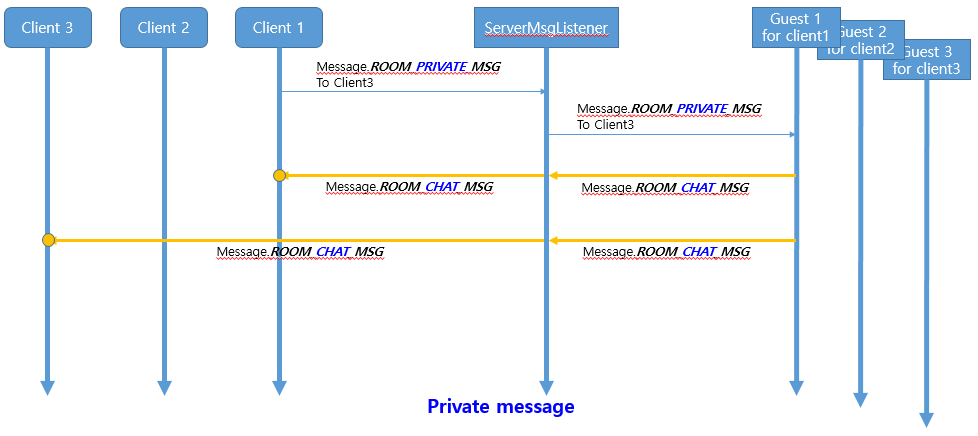 Client 3
Client 2
Client 1
ServerMsgListener
Guest 1
for client1
Guest 2
for client2
Guest 3
for client3
Message.ROOM_PRIVATE_MSG
To Client3
Message.ROOM_PRIVATE_MSG
To Client3
Message.ROOM_CHAT_MSG
Message.ROOM_CHAT_MSG
Message.ROOM_CHAT_MSG
Message.ROOM_CHAT_MSG
Private message